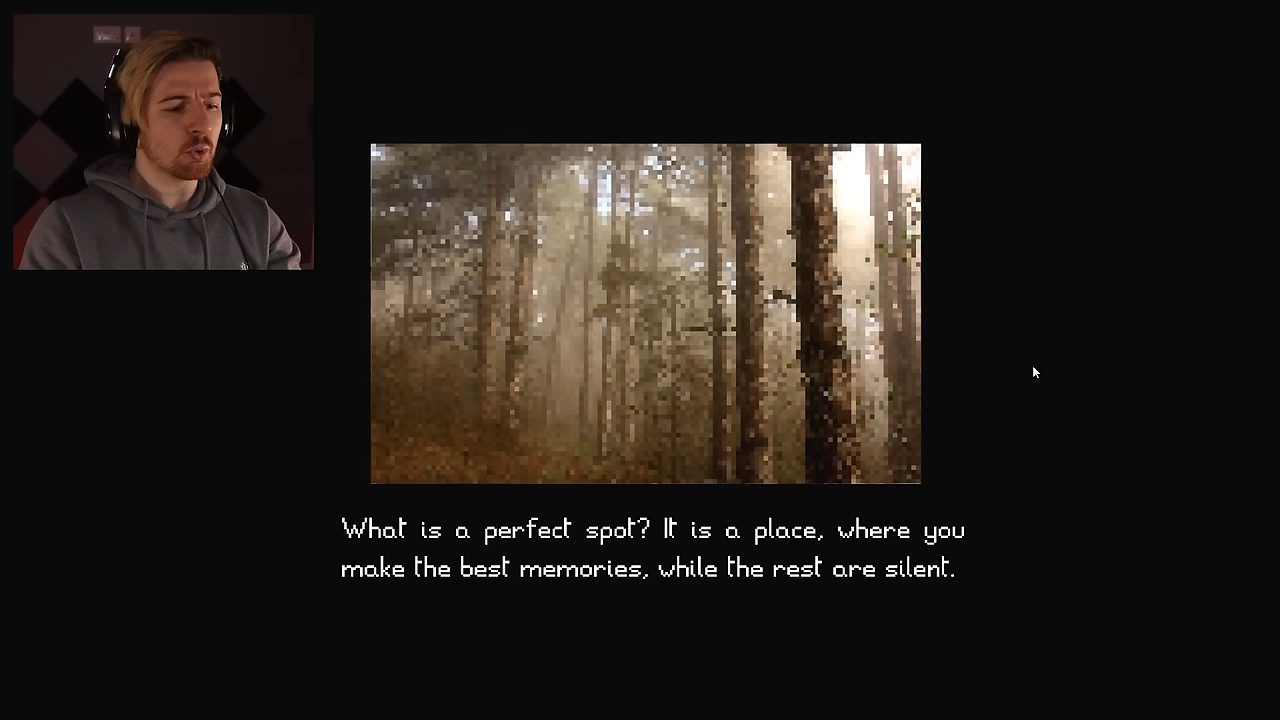 What is a perfect spot? It is a place, where you
make the best memories, while the rest are silent.